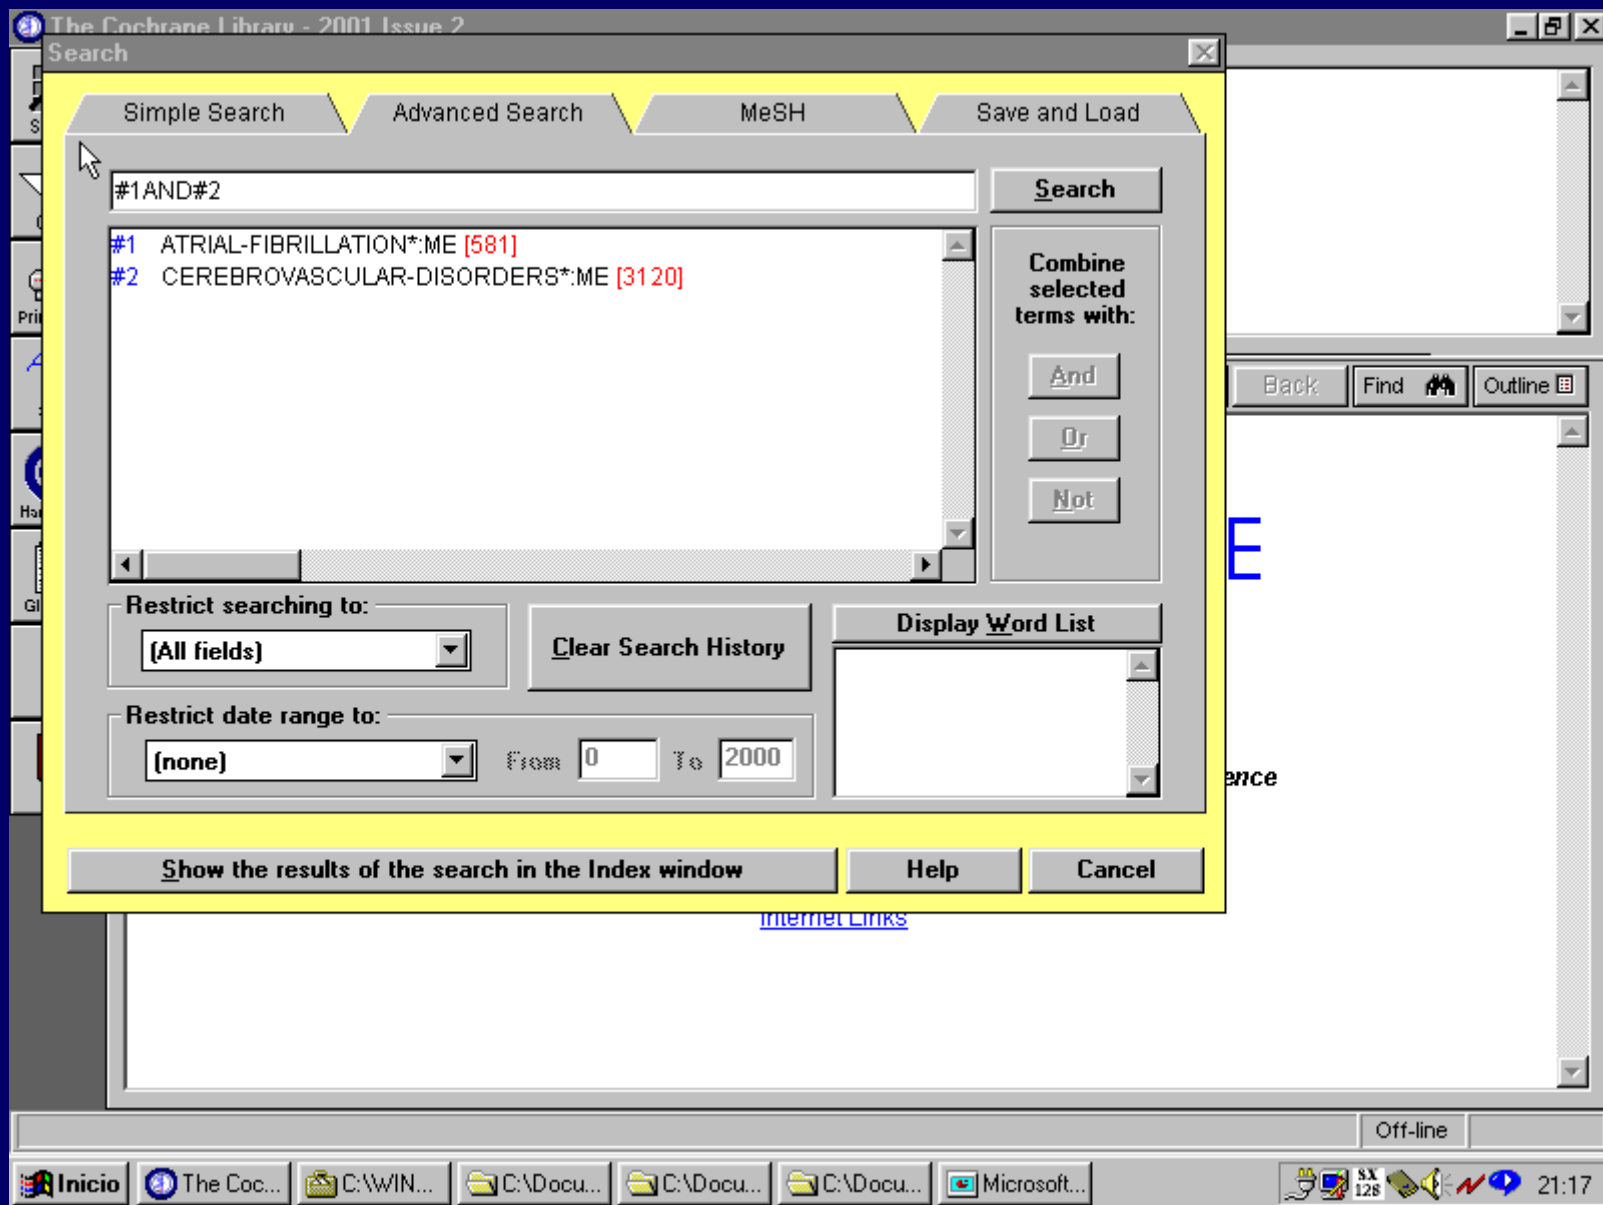 The Cochrane Library - 2001 Issue 2
Search
Simple Search
Advanced Search
MeSH
Save and Load
#1AND#2
Search
#1 ATRIAL-FIBRILLATION*:ME [581]
#2 CEREBROVASCULAR-DISORDERS*:ME [3120]
Combine
selected
terms with:
And
Or
Not
Back
Find
Outline
E
Restrict searching to:
(All fields)
Clear Search History
Display Word List
Restrict date range to:
(none)
From 0 To 2000
ence
Show the results of the search in the Index window
Help
Cancel
Internet Links
Off-line
Inicio
The Coc...
C:\WIN...
C:\Docu...
C:\Docu...
C:\Docu...
Microsoft...
SX
128
21:17